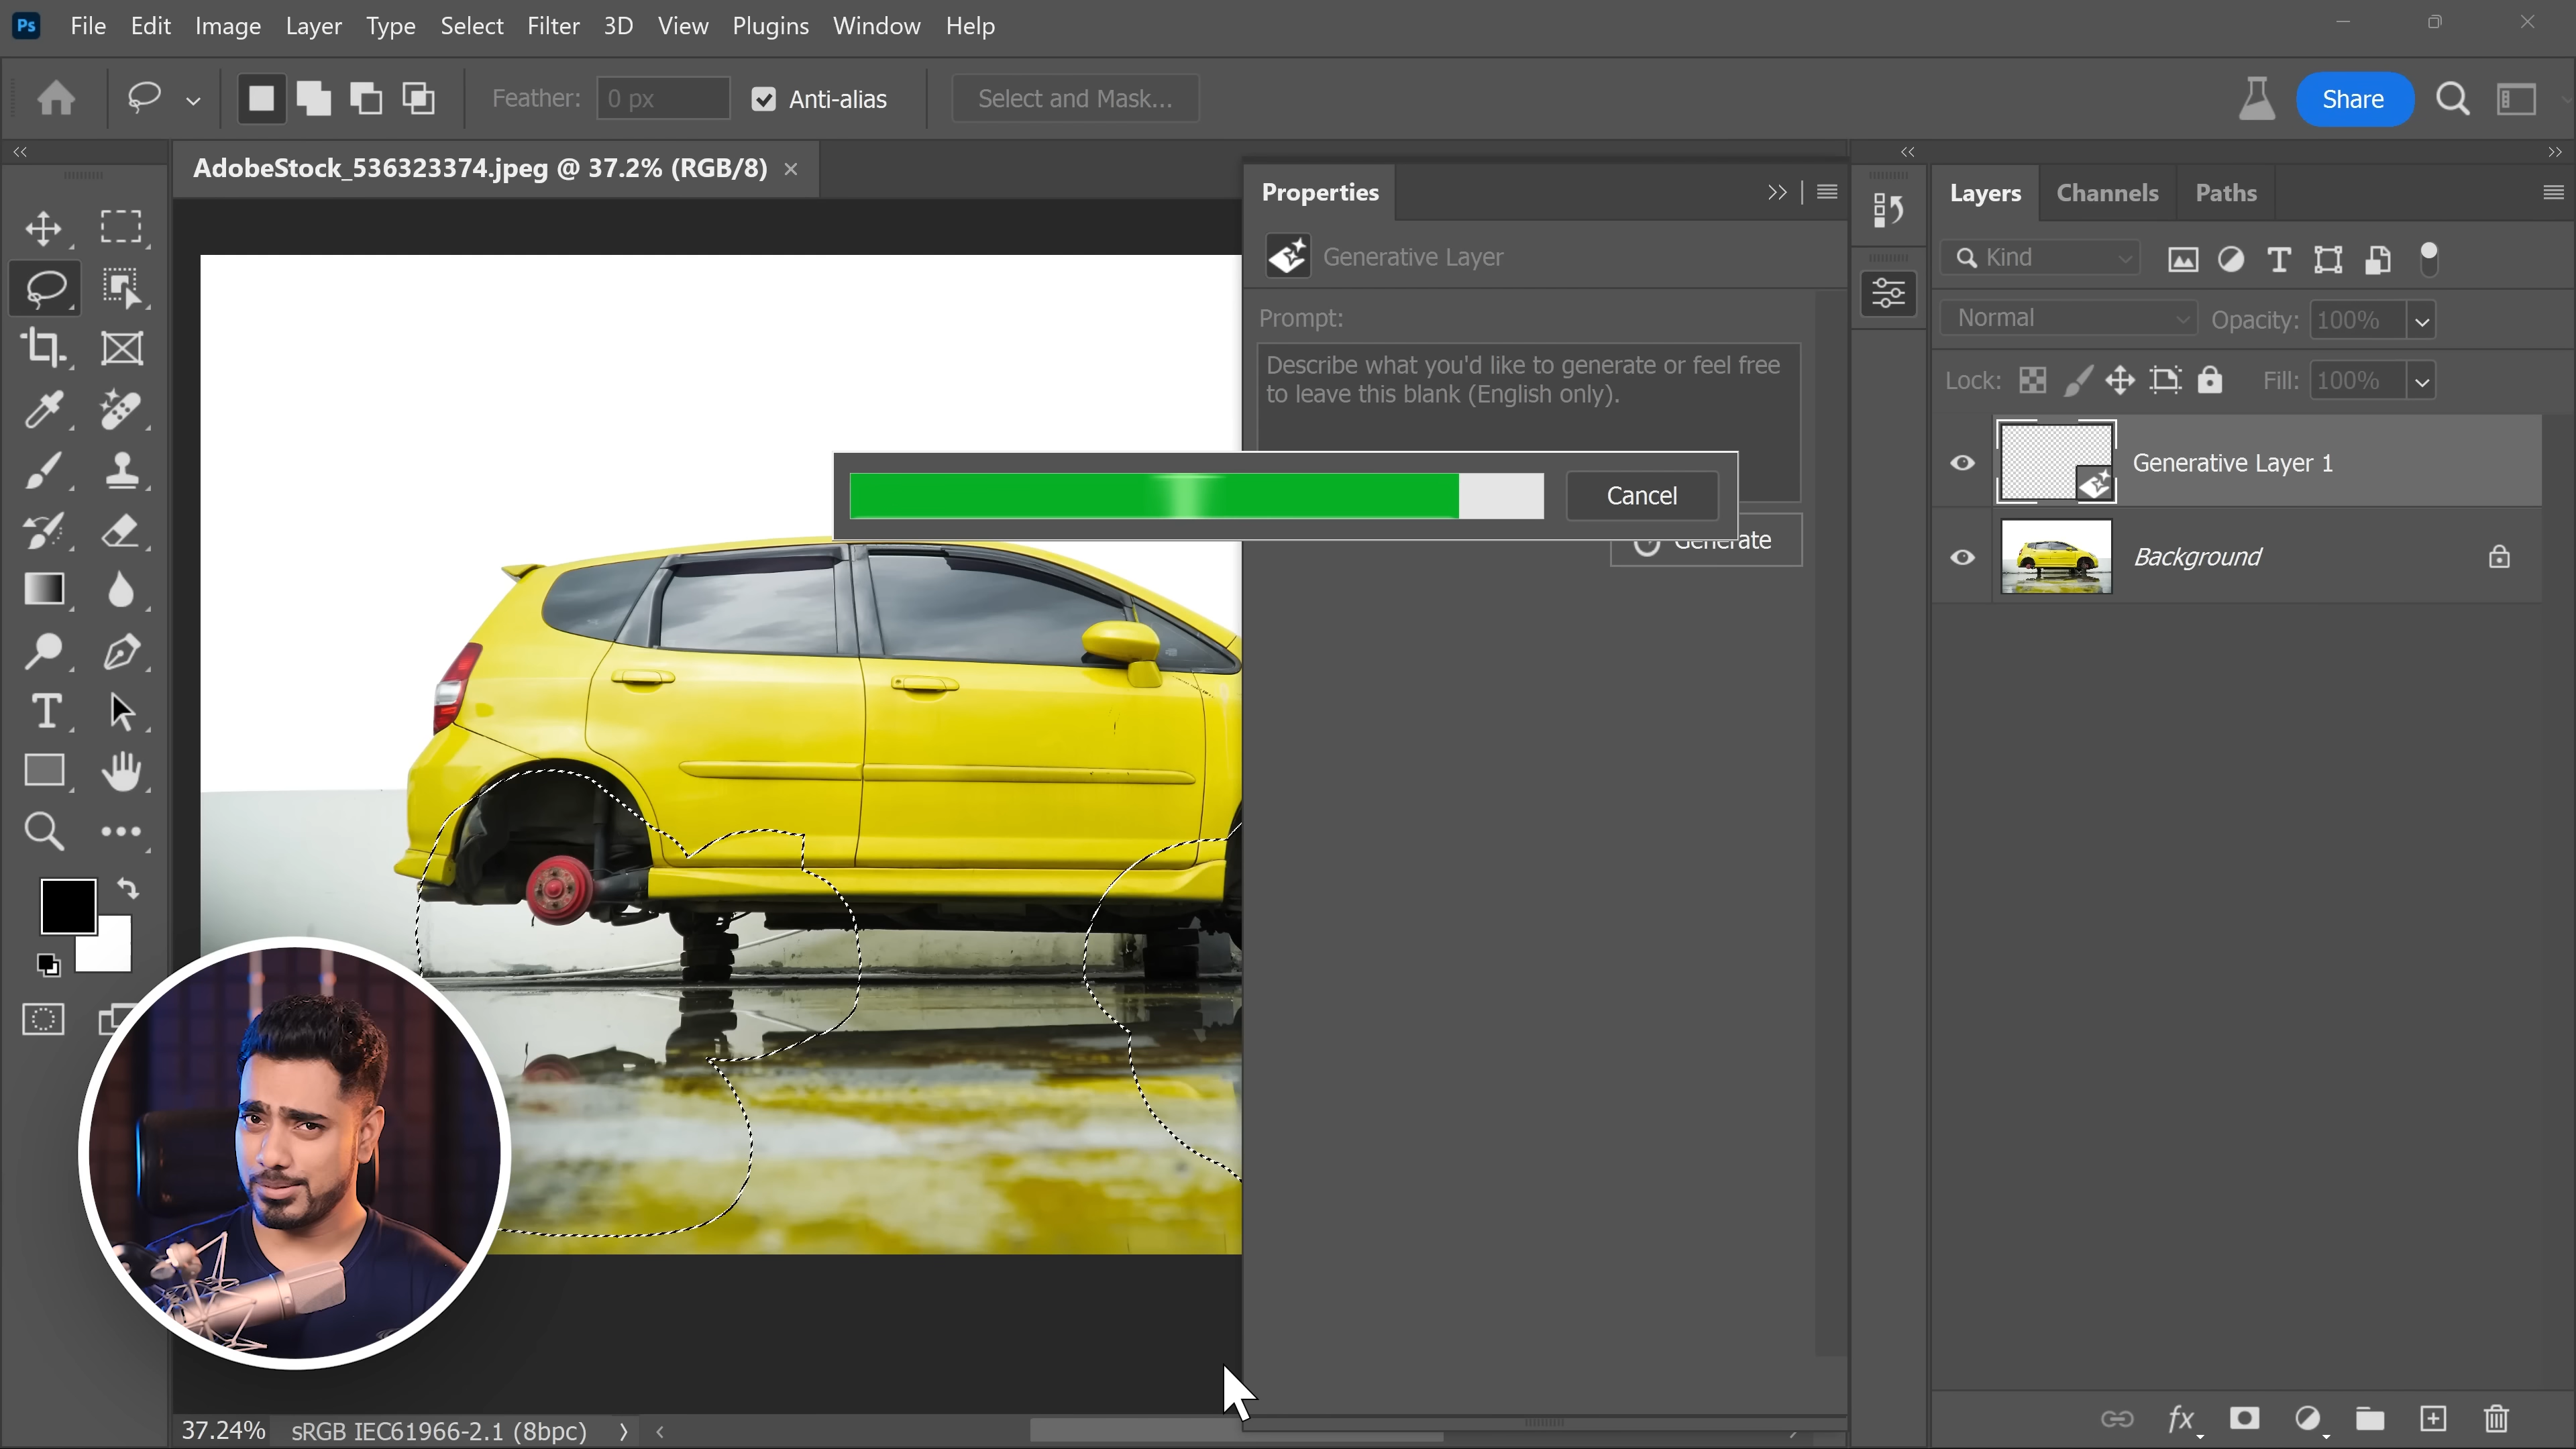 Ps File Edit Image Layer Type Select Filter 3D View Plugins Window Help
Feather: 0 px Anti-alias Select and Mask... Share
AdobeStock_536323374.jpeg @ 37.2% (RGB/8)
Properties
Generative Layer
Prompt:
Describe what you'd like to generate or feel free
to leave this blank (English only).
Cancel
Generate
Layers Channels Paths
Kind
Normal Opacity: 100%
Lock: Fill: 100%
Generative Layer 1
Background
37.24% sRGB IEC61966-2.1 (8bpc)
fx